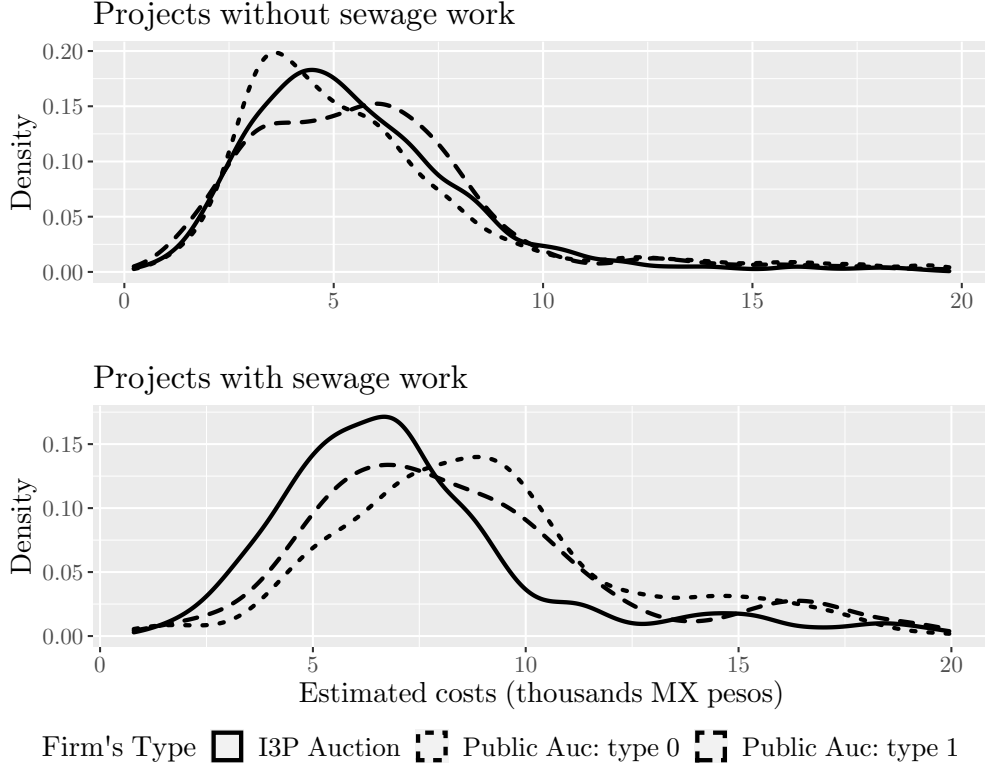 Projects without sewage work
Density
0.20
0.15
0.10
0.05
0.00
0 5 10 15 20
Projects with sewage work
Density
0.15
0.10
0.05
0.00
0 5 10 15 20
Estimated costs (thousands MX pesos)
Firm's Type I3P Auction Public Auc: type 0 Public Auc: type 1